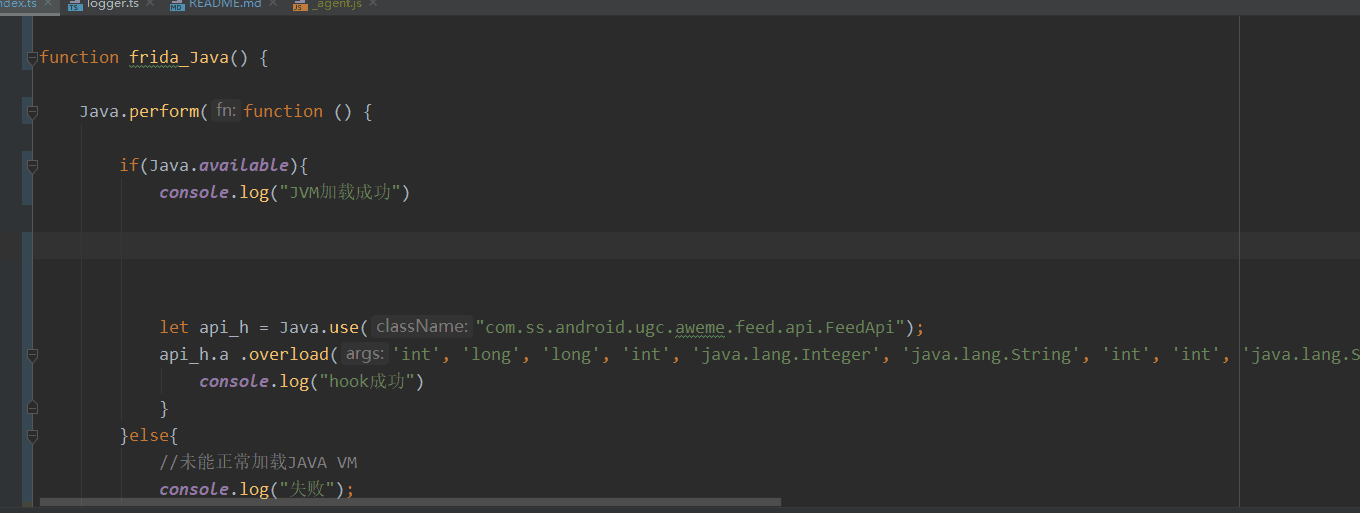 index.ts × logger.ts × README.md × _agent.js ×
function frida_Java() {
Java.perform( fn: function () {
if(Java.available){
console.log("JVM加载成功")
let api_h = Java.use( className: "com.ss.android.ugc.aweme.feed.api.FeedApi");
api_h.a .overload( args: 'int', 'long', 'long', 'int', 'java.lang.Integer', 'java.lang.String', 'int', 'int', 'java.lang.S
console.log("hook成功")
}
}else{
//未能正常加载JAVA VM
console.log("失败");